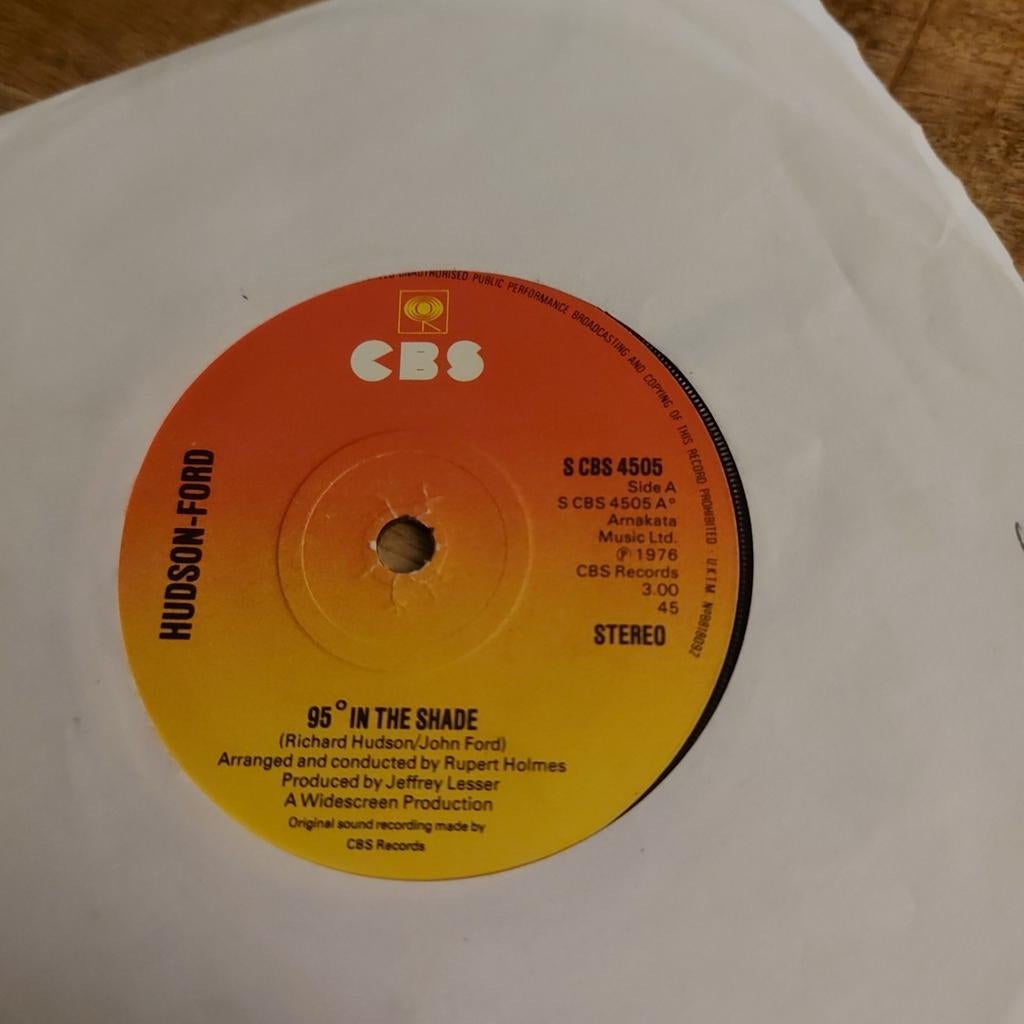 UNAUTHORISED PUBLIC PERFORMANCE BROADCASTING AND COPYING OF THIS RECORD PROHIBITED · U.K.T.M. Nº
CBS
HUDSON-FORD
S CBS 4505
Side A
S CBS 4505 A°
Arnakata
Music Ltd.
℗ 1976
CBS Records
3.00
45
STEREO
95° IN THE SHADE
(Richard Hudson/John Ford)
Arranged and conducted by Rupert Holmes
Produced by Jeffrey Lesser
A Widescreen Production
Original sound recording made by
CBS Records